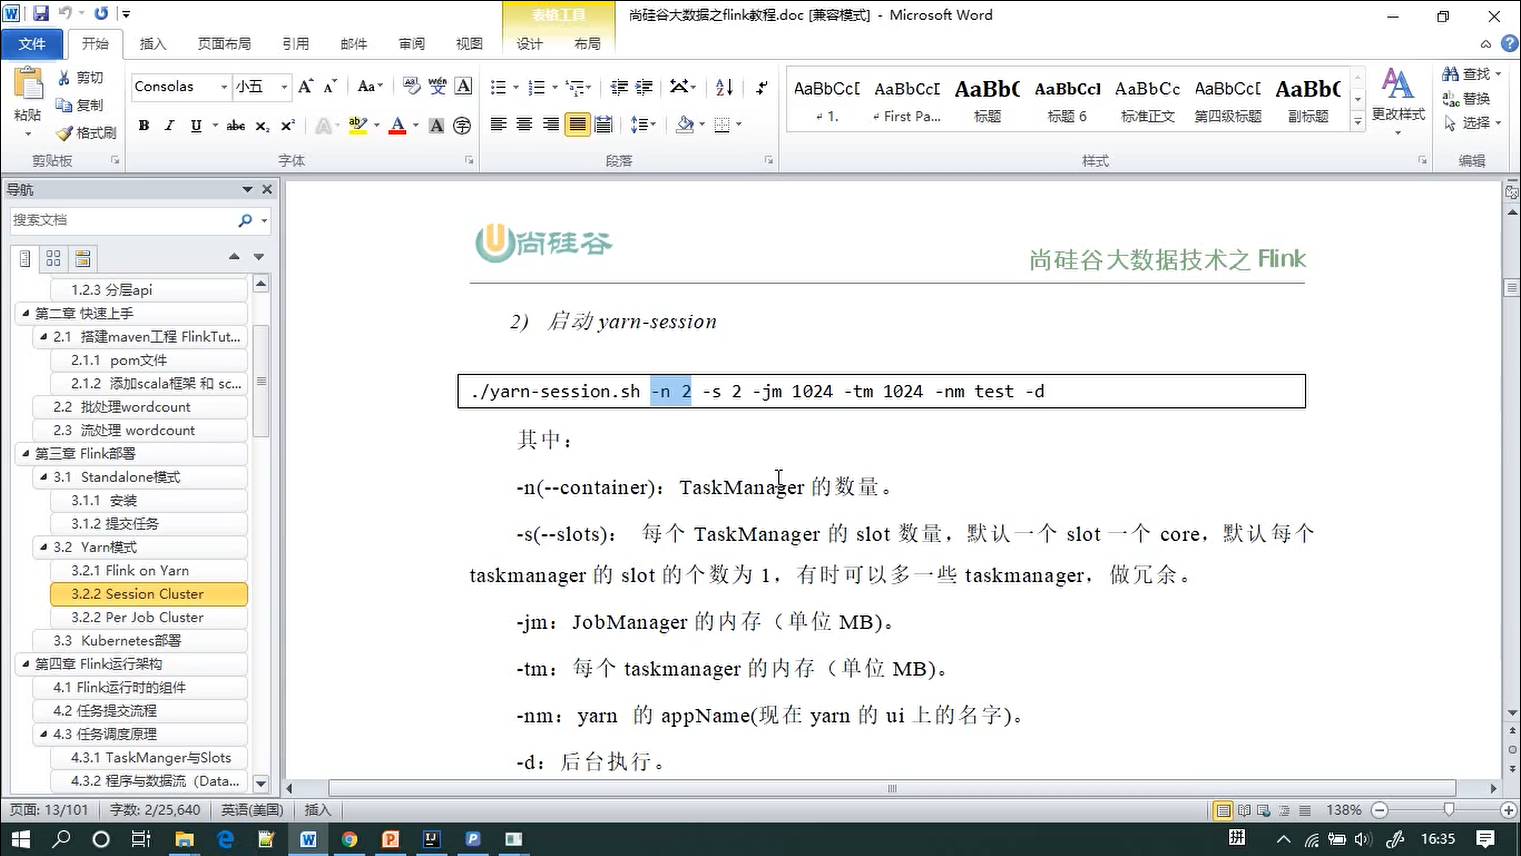 表格工具
尚硅谷大数据之flink教程.doc [兼容模式] - Microsoft Word
文件 开始 插入 页面布局 引用 邮件 审阅 视图 设计 布局
剪切
复制
粘贴
格式刷
剪贴板
Consolas 小五
字体
段落
AaBbCcD AaBbCcD AaBbC AaBbCcl AaBbCc AaBbCcD AaBbC
1. First Pa... 标题 标题 6 标准正文 第四级标题 副标题
样式
更改样式
查找
替换
选择
编辑
导航
搜索文档
1.2.3 分层api
第二章 快速上手
2.1 搭建maven工程 FlinkTut...
2.1.1 pom文件
2.1.2 添加scala框架 和 sc...
2.2 批处理wordcount
2.3 流处理 wordcount
第三章 Flink部署
3.1 Standalone模式
3.1.1 安装
3.1.2 提交任务
3.2 Yarn模式
3.2.1 Flink on Yarn
3.2.2 Session Cluster
3.2.2 Per Job Cluster
3.3 Kubernetes部署
第四章 Flink运行架构
4.1 Flink运行时的组件
4.2 任务提交流程
4.3 任务调度原理
4.3.1 TaskManger与Slots
4.3.2 程序与数据流（Data...
尚硅谷
尚硅谷大数据技术之 Flink
2) 启动 yarn-session
./yarn-session.sh -n 2 -s 2 -jm 1024 -tm 1024 -nm test -d
其中：
-n(--container)：TaskManager 的数量。
-s(--slots)： 每个 TaskManager 的 slot 数量，默认一个 slot 一个 core，默认每个
taskmanager 的 slot 的个数为 1，有时可以多一些 taskmanager，做冗余。
-jm：JobManager 的内存（单位 MB)。
-tm：每个 taskmanager 的内存（单位 MB)。
-nm：yarn 的 appName(现在 yarn 的 ui 上的名字)。
-d：后台执行。
页面: 13/101 字数: 2/25,640 英语(美国) 插入 138%
拼 16:35